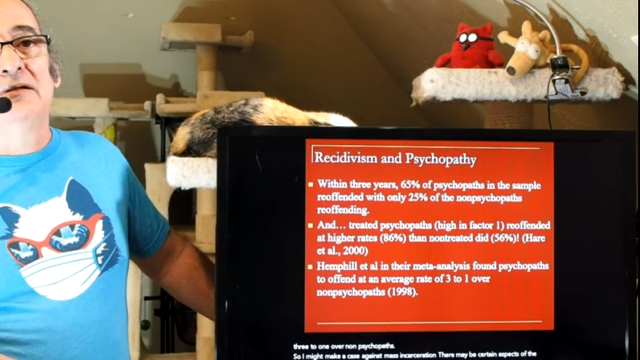 Recidivism and Psychopathy
Within three years, 65% of psychopaths in the sample
reoffended with only 25% of the nonpsychopaths
reoffending.
And... treated psychopaths (high in factor 1) reoffended
at higher rates (86%) than nontreated did (56%)! (Hare
et al., 2000)
Hemphill et al in their meta-analysis found psychopaths
to offend at an average rate of 3 to 1 over
nonpsychopaths (1998).
three to one over non psychopaths.
So I might make a case against mass incarceration There may be certain aspects of the